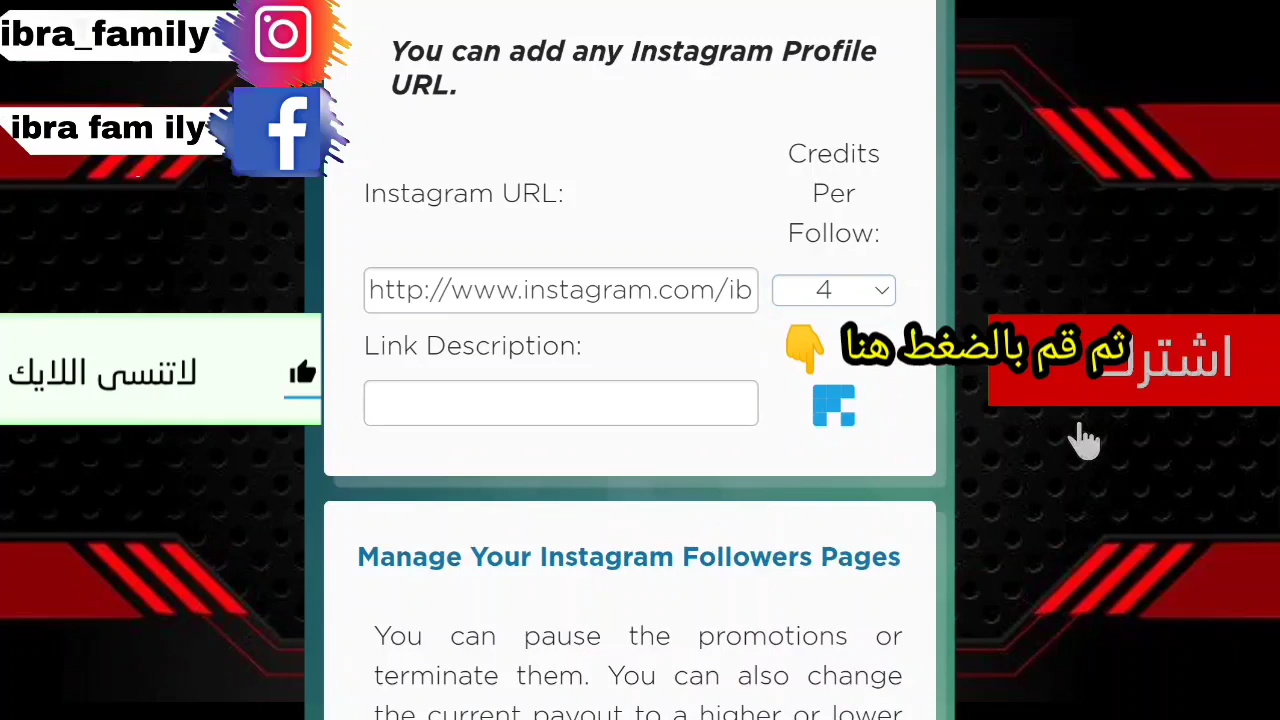 ibra_family
ibra fam ily
You can add any Instagram Profile
URL.
Credits
Per
Follow:
Instagram URL:
http://www.instagram.com/ib
4
Link Description:
ثم قم بالضغط هنا
اشترك
لاتنسى اللايك
Manage Your Instagram Followers Pages
You can pause the promotions or
terminate them. You can also change
the current payout to a higher or lower